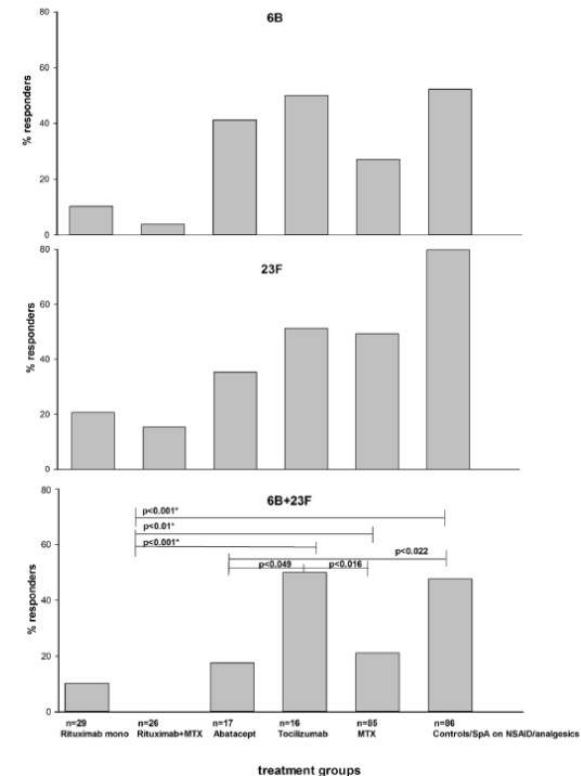 6B
80
60
40
20
0
% responders
23F
80
60
40
20
0
% responders
6B+23F
80
60
40
20
0
% responders
p<0.001*
p<0.01*
p<0.001*
p<0.022
p<0.049 p<0.016
n=29 n=26 n=17 n=16 n=85 n=86
Rituximab mono Rituximab+MTX Abatacept Tocilizumab MTX Controls/SpA on NSAID/analgesics
treatment groups